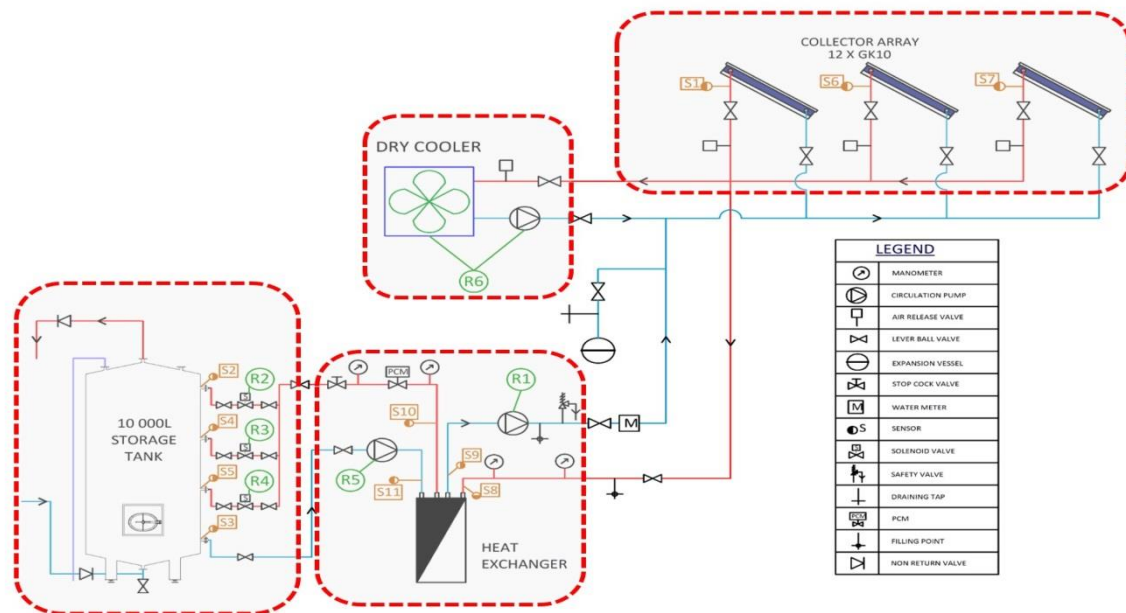 COLLECTOR ARRAY
12 X GK10
S1
S6
S7
DRY COOLER
R6
LEGEND
MANOMETER
CIRCULATION PUMP
AIR RELEASE VALVE
LEVER BALL VALVE
EXPANSION VESSEL
STOP COCK VALVE
M WATER METER
S SENSOR
S SOLENOID VALVE
SAFETY VALVE
DRAINING TAP
PCM PCM
FILLING POINT
NON RETURN VALVE
S2
R2
S
S4
R3
S
S5
R4
S
S3
10 000L
STORAGE
TANK
PCM
R1
S10
S9
M
R5
S11
S8
HEAT
EXCHANGER